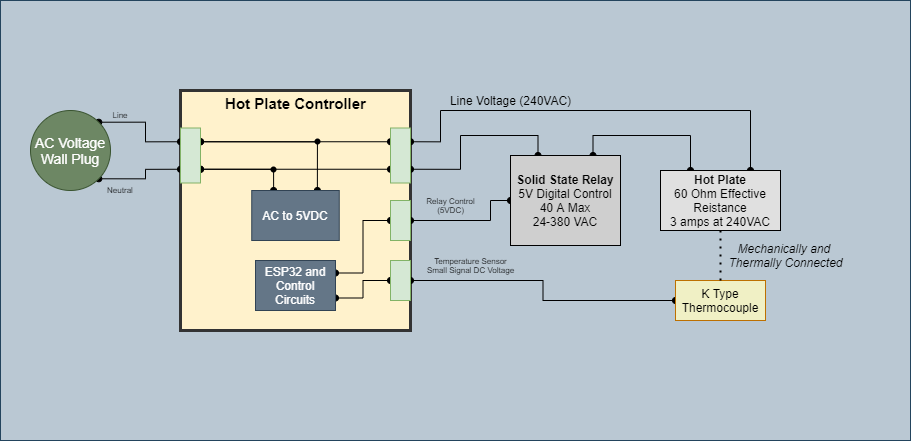 Hot Plate Controller
Line Voltage (240VAC)
Line
AC Voltage
Wall Plug
Neutral
AC to 5VDC
Relay Control
(5VDC)
Solid State Relay
5V Digital Control
40 A Max
24-380 VAC
Hot Plate
60 Ohm Effective
Reistance
3 amps at 240VAC
Mechanically and
Thermally Connected
ESP32 and
Control
Circuits
Temperature Sensor
Small Signal DC Voltage
K Type
Thermocouple